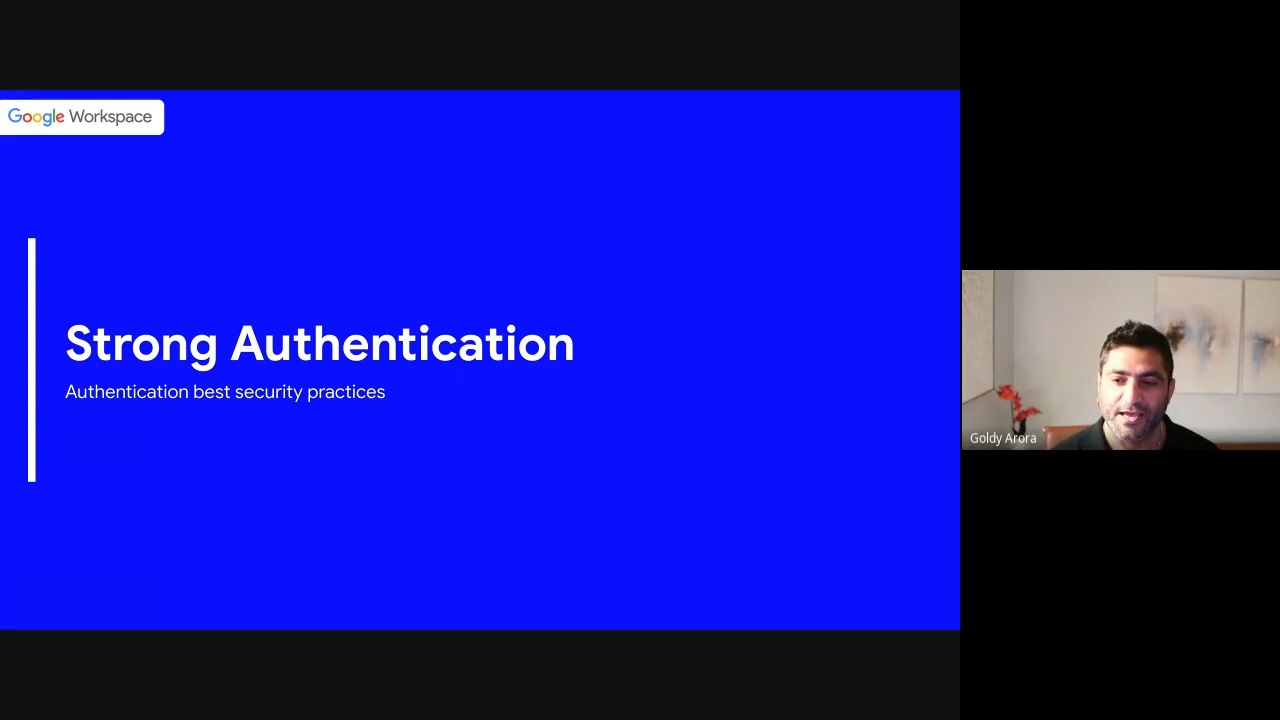 Google Workspace
Strong Authentication
Authentication best security practices
Goldy Arora